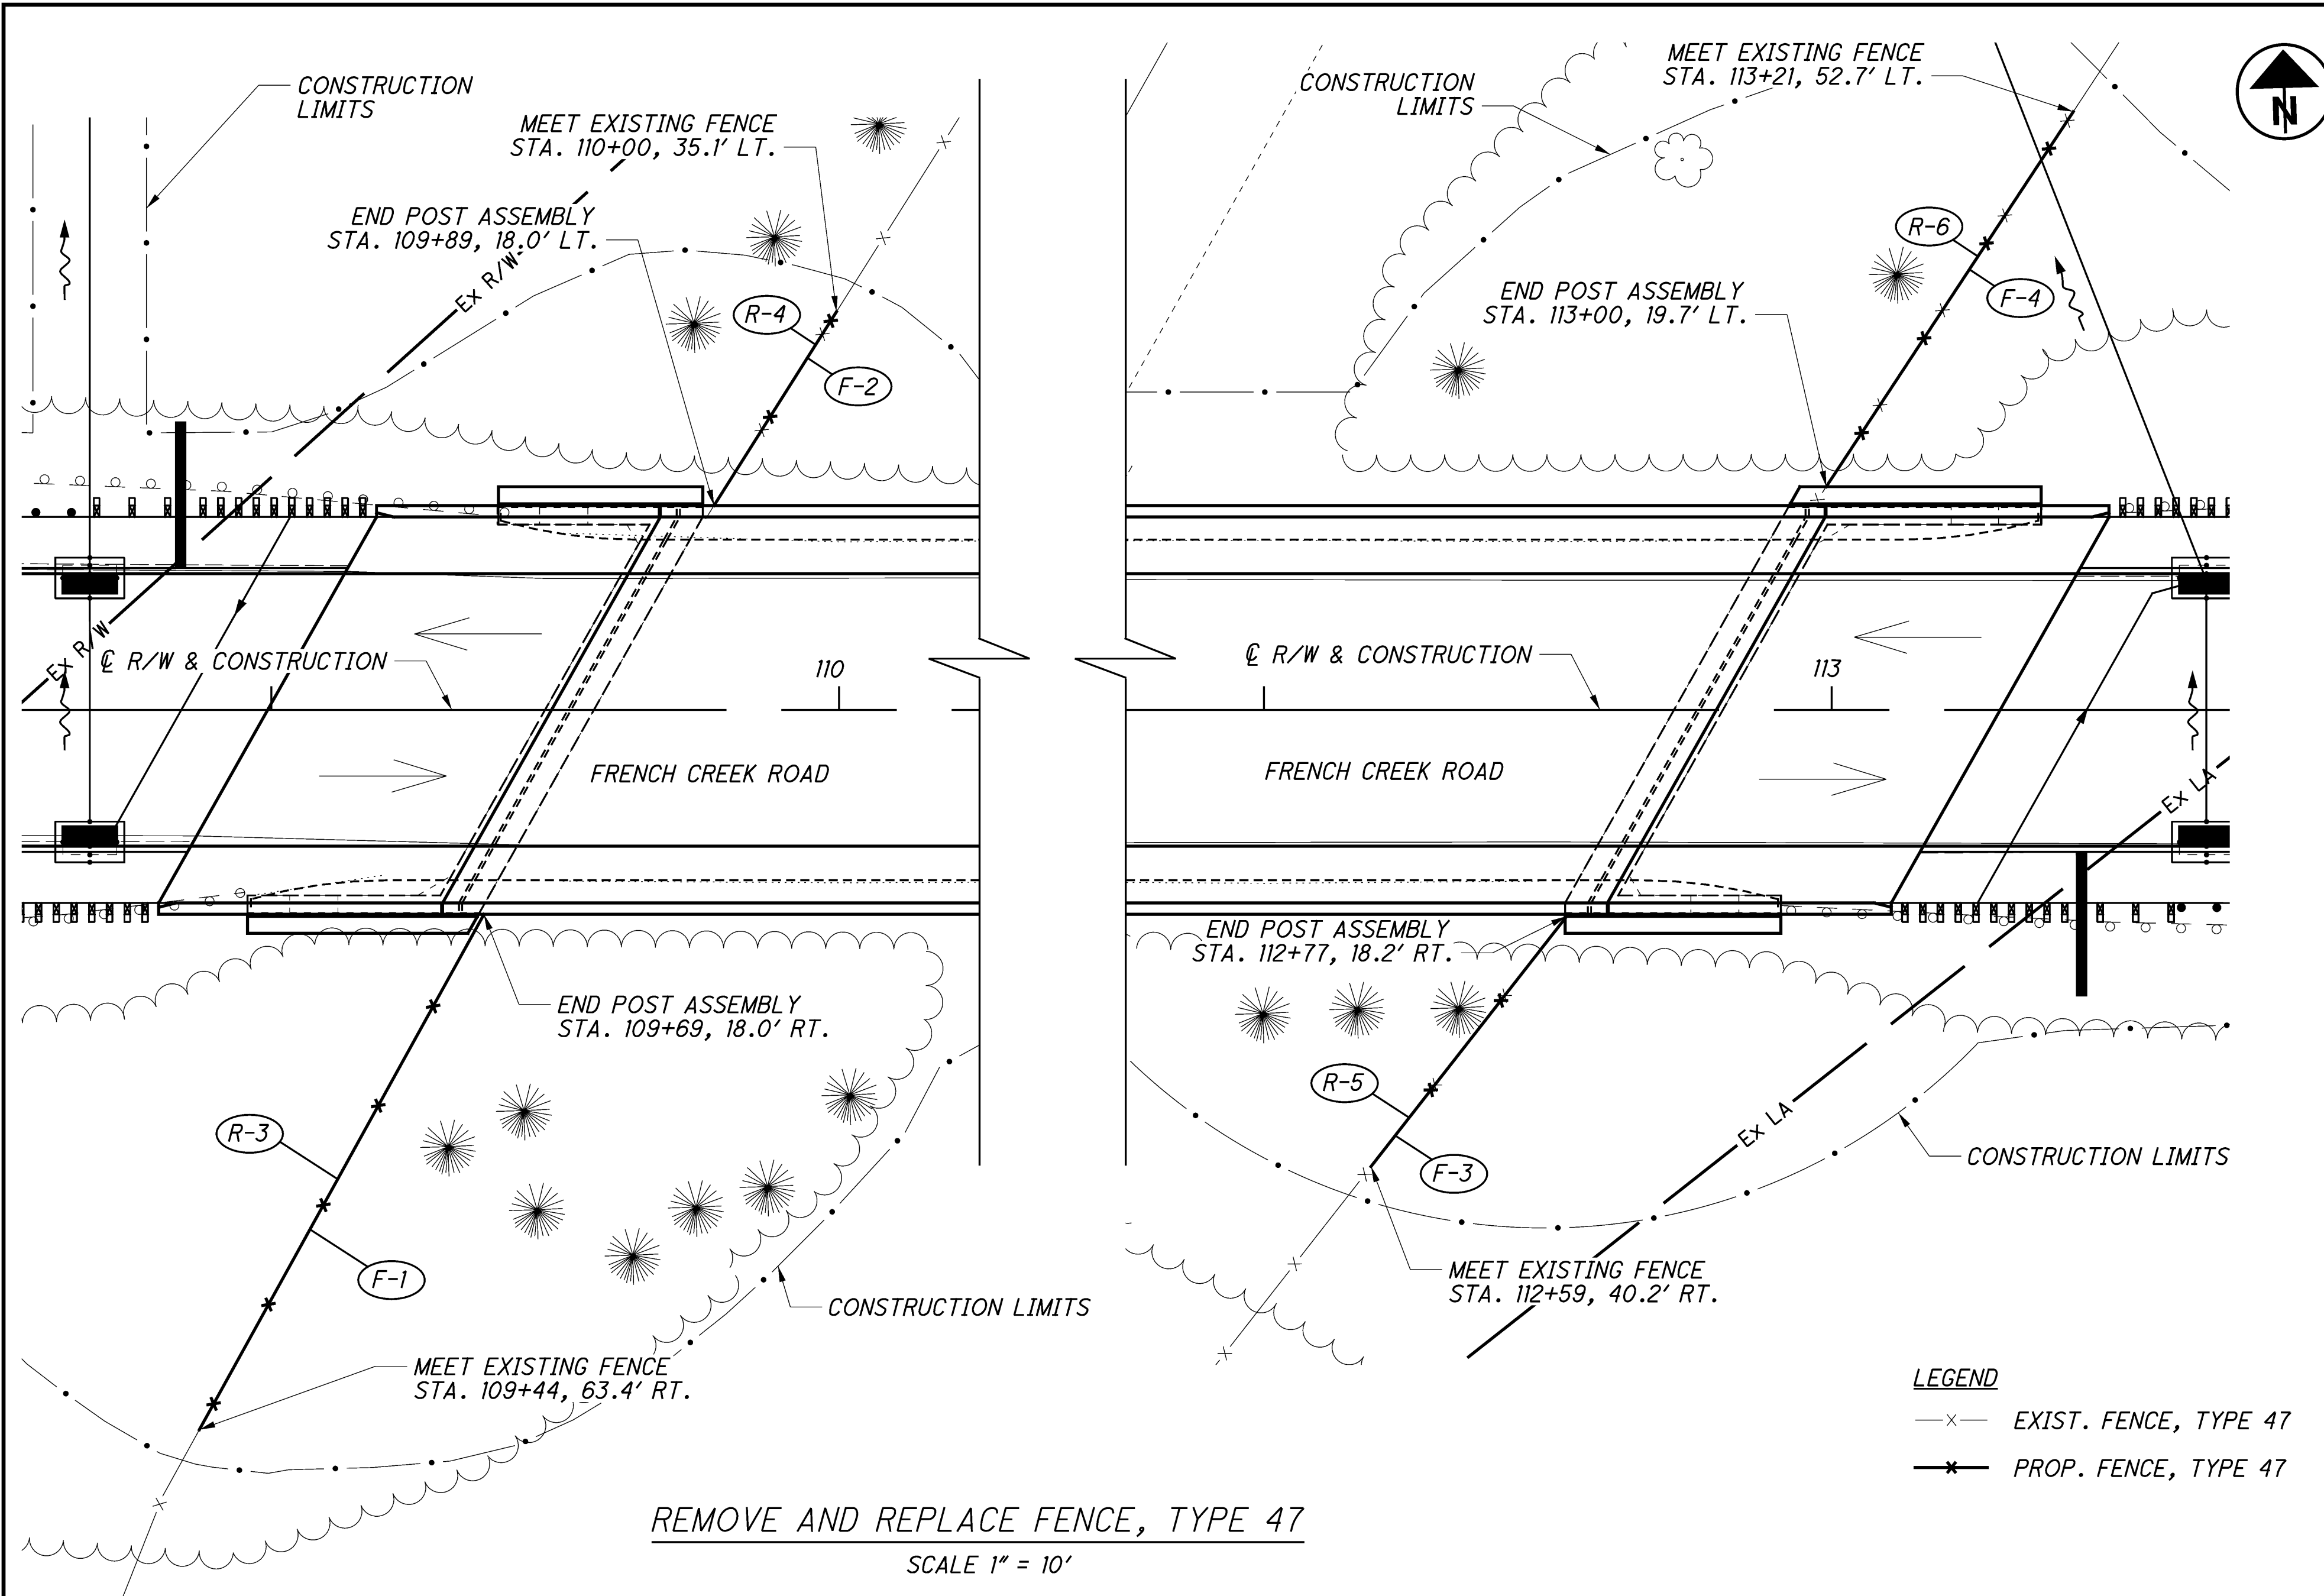 CONSTRUCTION
LIMITS
MEET EXISTING FENCE
STA. 110+00, 35.1' LT.
END POST ASSEMBLY
STA. 109+89, 18.0' LT.
Ex R/W
R-4
F-2
Ex R/W
℄ R/W & CONSTRUCTION
110
FRENCH CREEK ROAD
END POST ASSEMBLY
STA. 109+69, 18.0' RT.
R-3
F-1
CONSTRUCTION LIMITS
MEET EXISTING FENCE
STA. 109+44, 63.4' RT.
CONSTRUCTION
LIMITS
MEET EXISTING FENCE
STA. 113+21, 52.7' LT.
N
R-6
F-4
END POST ASSEMBLY
STA. 113+00, 19.7' LT.
℄ R/W & CONSTRUCTION
113
FRENCH CREEK ROAD
Ex LA
END POST ASSEMBLY
STA. 112+77, 18.2' RT.
R-5
F-3
Ex LA
CONSTRUCTION LIMITS
MEET EXISTING FENCE
STA. 112+59, 40.2' RT.
LEGEND
EXIST. FENCE, TYPE 47
PROP. FENCE, TYPE 47
REMOVE AND REPLACE FENCE, TYPE 47
SCALE 1" = 10'